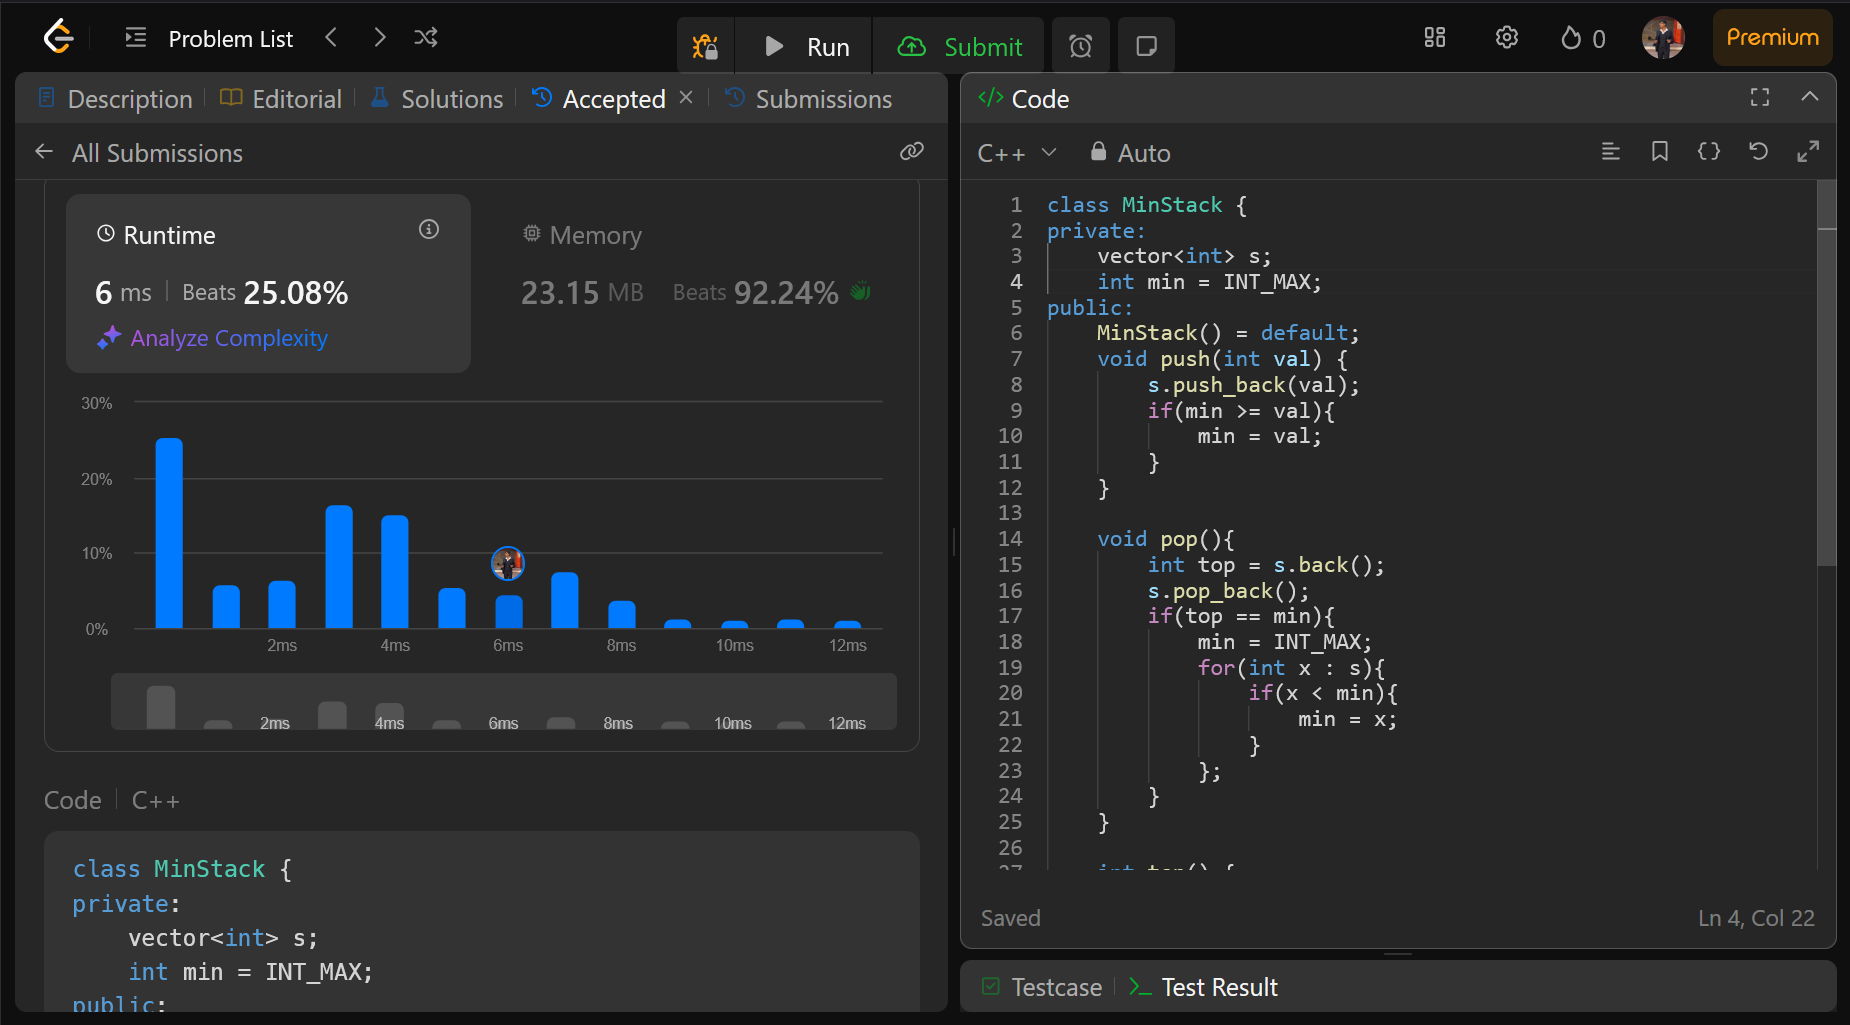 Problem List
Run
Submit
0
Premium
Description
Editorial
Solutions
Accepted
Submissions
All Submissions
Runtime
6 ms
Beats 25.08%
Analyze Complexity
Memory
23.15 MB
Beats 92.24%
30%
20%
10%
0%
2ms 4ms 6ms 8ms 10ms 12ms
2ms 4ms 6ms 8ms 10ms 12ms
Code
C++
class MinStack {
private:
    vector<int> s;
    int min = INT_MAX;
public:
</> Code
C++
Auto
1 class MinStack {
2 private:
3     vector<int> s;
4     int min = INT_MAX;
5 public:
6     MinStack() = default;
7     void push(int val) {
8         s.push_back(val);
9         if(min >= val){
10             min = val;
11         }
12     }
13
14     void pop(){
15         int top = s.back();
16         s.pop_back();
17         if(top == min){
18             min = INT_MAX;
19             for(int x : s){
20                 if(x < min){
21                     min = x;
22                 }
23             };
24         }
25     }
26
27     int top() {
Saved
Ln 4, Col 22
Testcase
Test Result